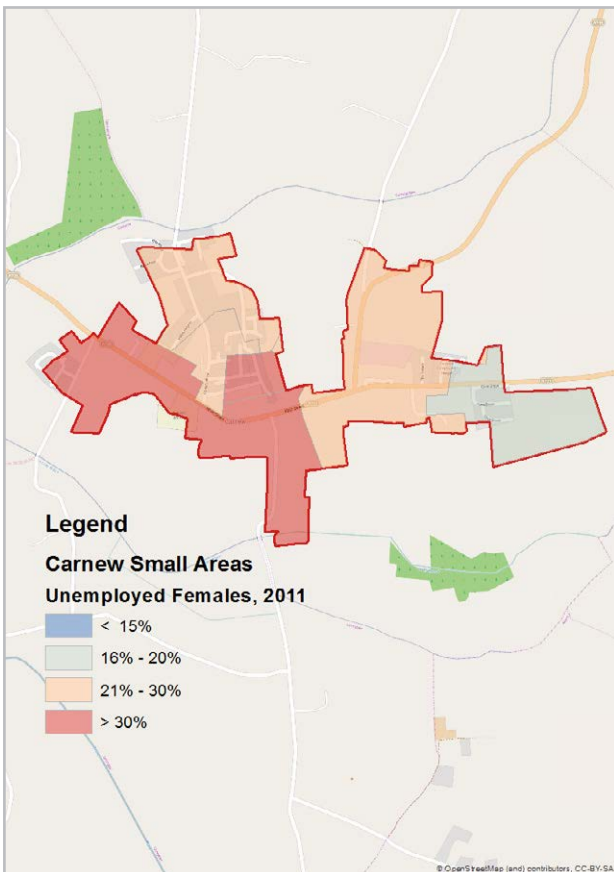 Legend
Carnew Small Areas
Unemployed Females, 2011
< 15%
16% - 20%
21% - 30%
> 30%
© OpenStreetMap (and) contributors, CC-BY-SA